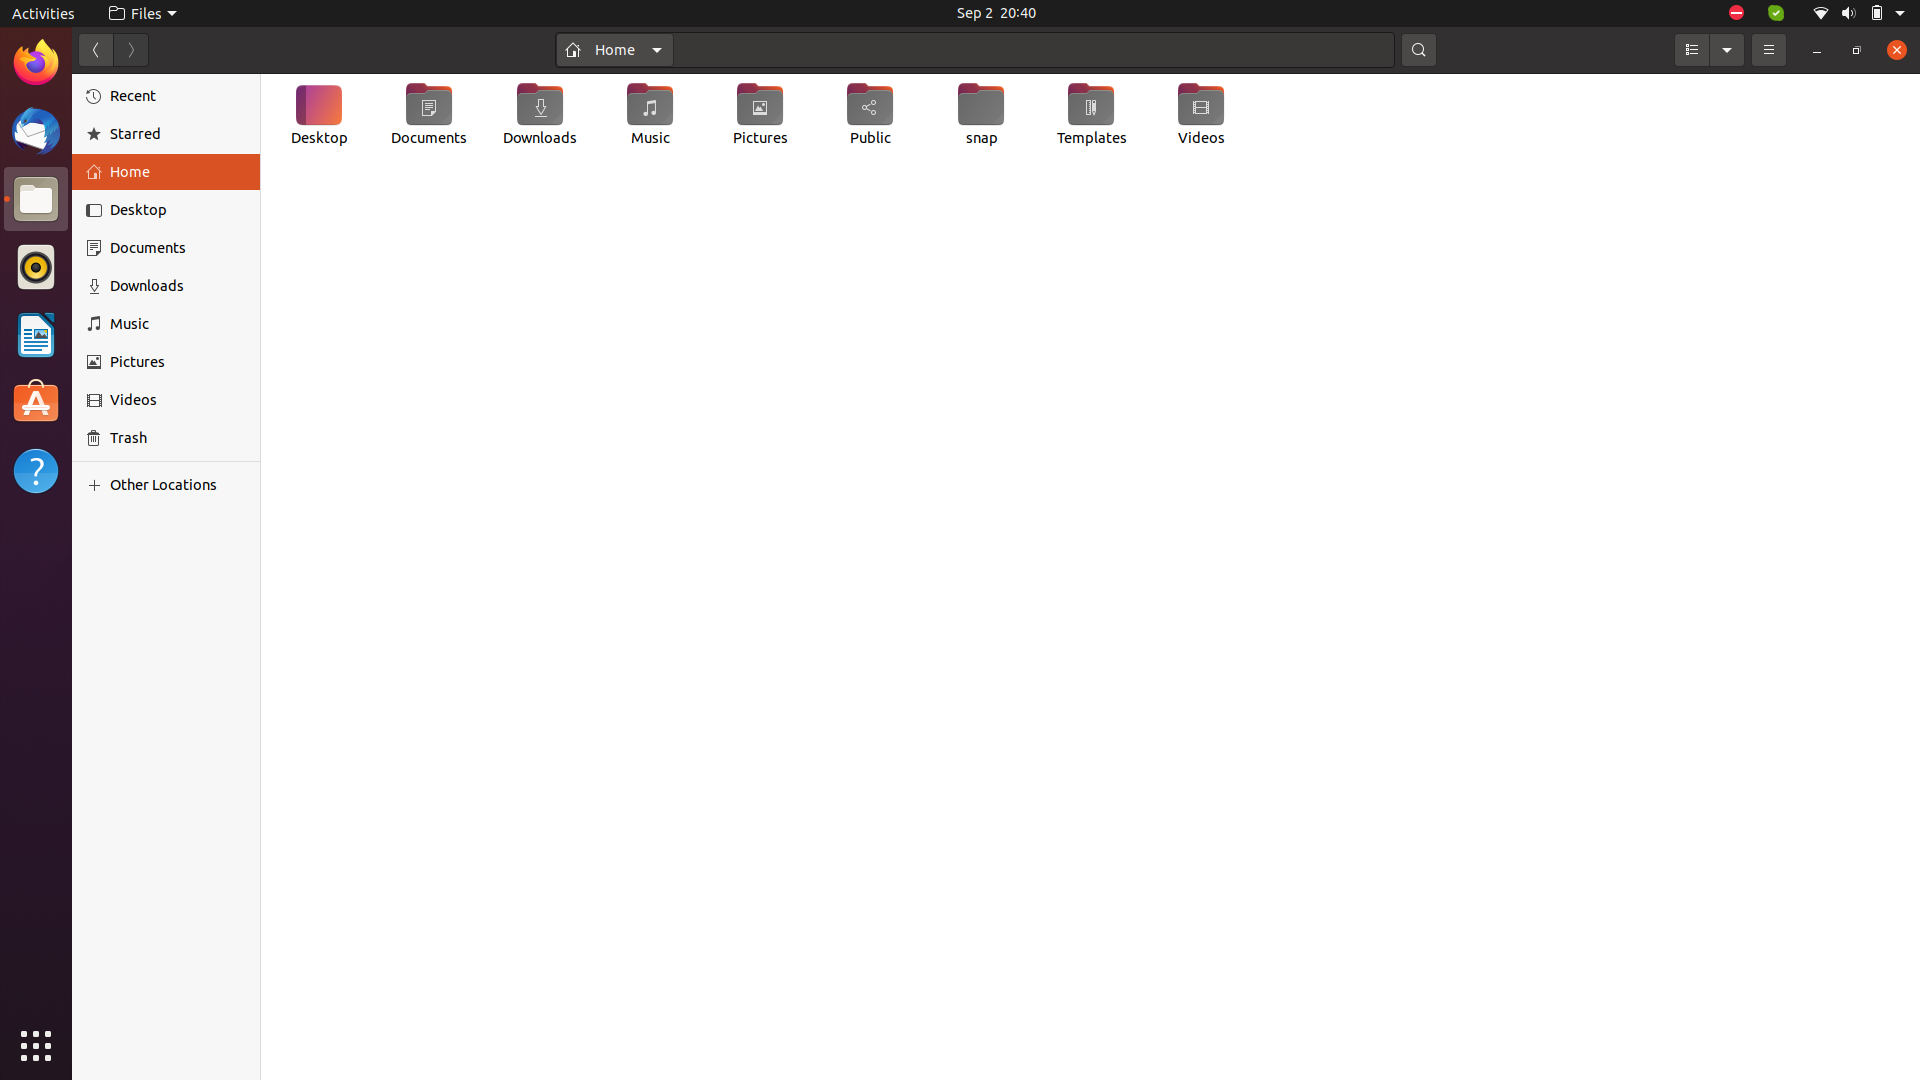 Activities
Files
Sep 2 20:40
Home
Recent
Starred
Home
Desktop
Documents
Downloads
Music
Pictures
Videos
Trash
Other Locations
Desktop
Documents
Downloads
Music
Pictures
Public
snap
Templates
Videos